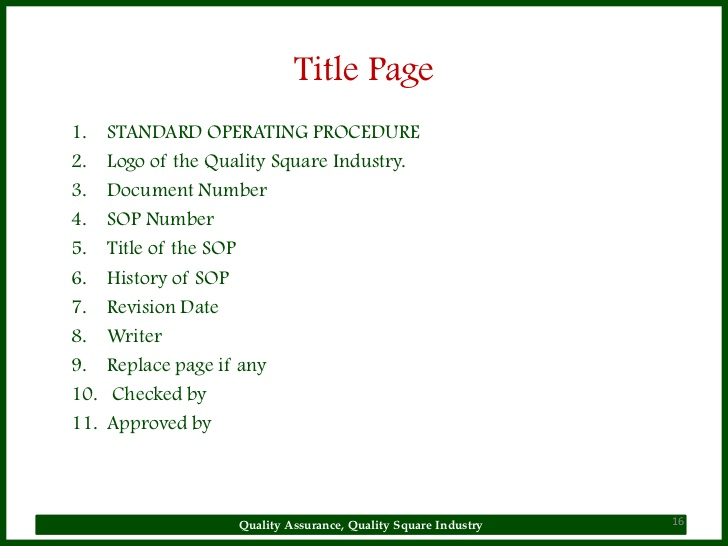 Title Page
1. STANDARD OPERATING PROCEDURE
2. Logo of the Quality Square Industry.
3. Document Number
4. SOP Number
5. Title of the SOP
6. History of SOP
7. Revision Date
8. Writer
9. Replace page if any
10. Checked by
11. Approved by
Quality Assurance, Quality Square Industry
16